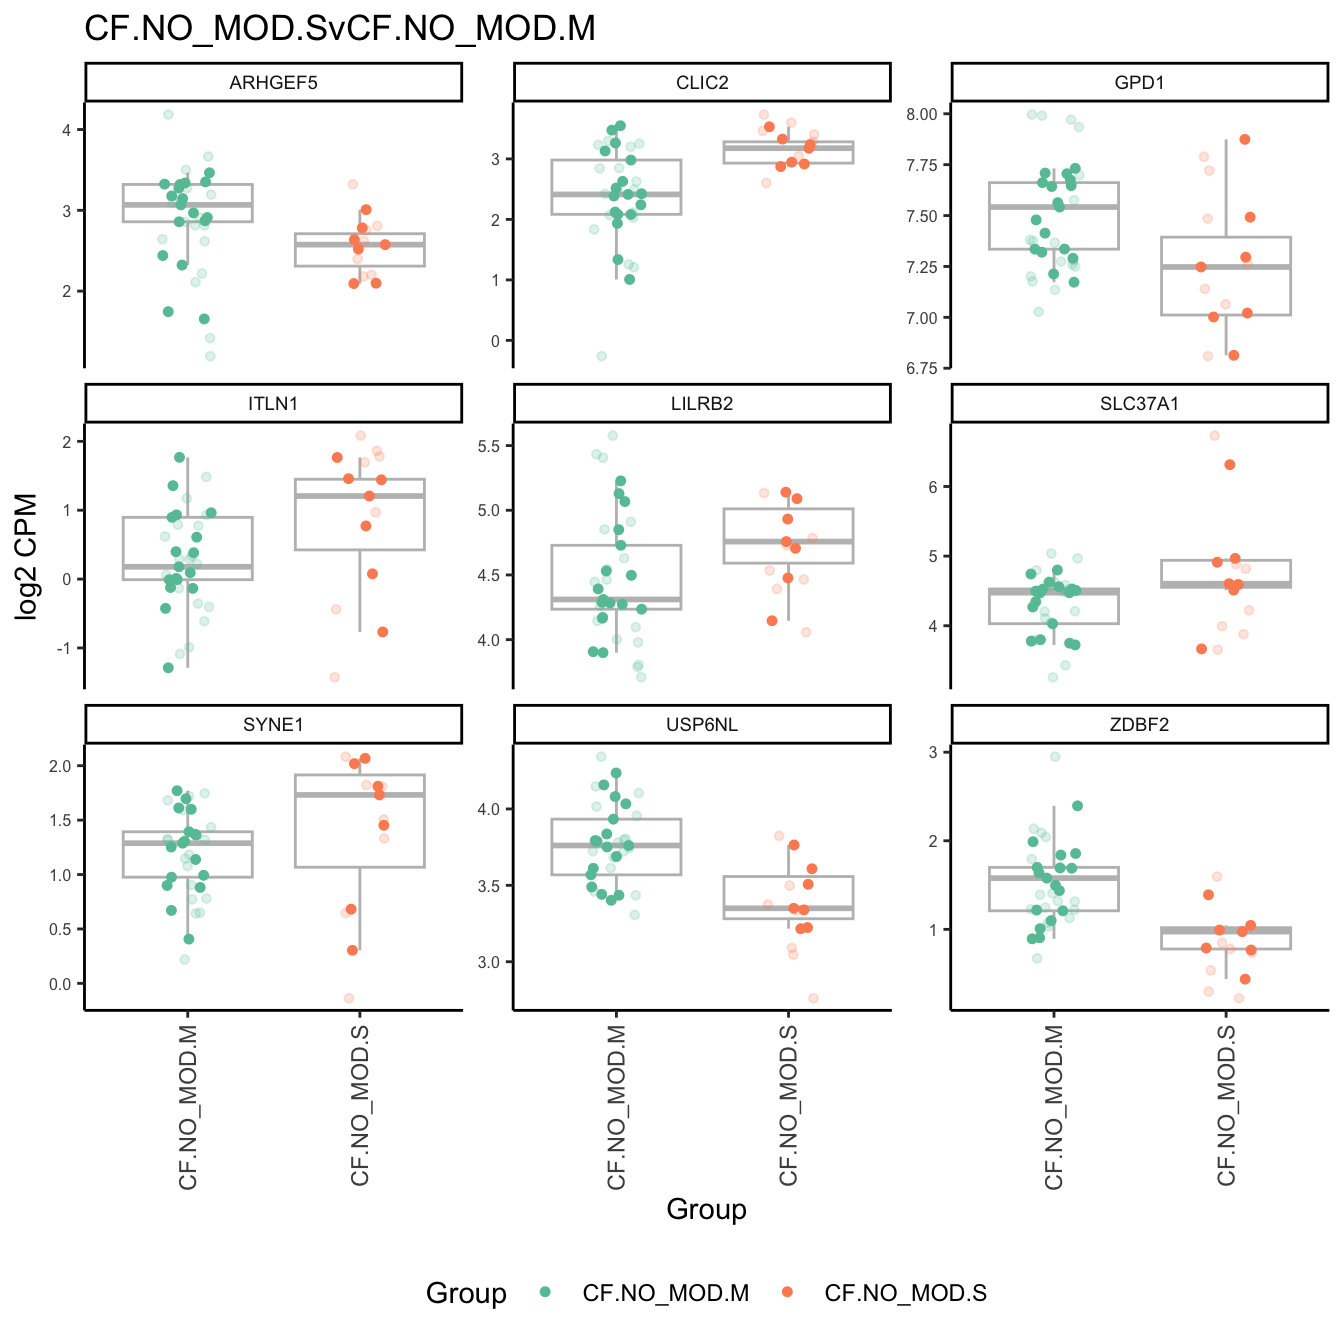 CF.NO_MOD.SvCF.NO_MOD.M
ARHGEF5
CLIC2
GPD1
4
3
2
3
2
1
0
8.00
7.75
7.50
7.25
7.00
6.75
ITLN1
LILRB2
SLC37A1
2
1
0
-1
5.5
5.0
4.5
4.0
6
5
4
SYNE1
USP6NL
ZDBF2
2.0
1.5
1.0
0.5
0.0
4.0
3.5
3.0
3
2
1
log2 CPM
CF.NO_MOD.M
CF.NO_MOD.S
CF.NO_MOD.M
CF.NO_MOD.S
CF.NO_MOD.M
CF.NO_MOD.S
Group
Group CF.NO_MOD.M CF.NO_MOD.S